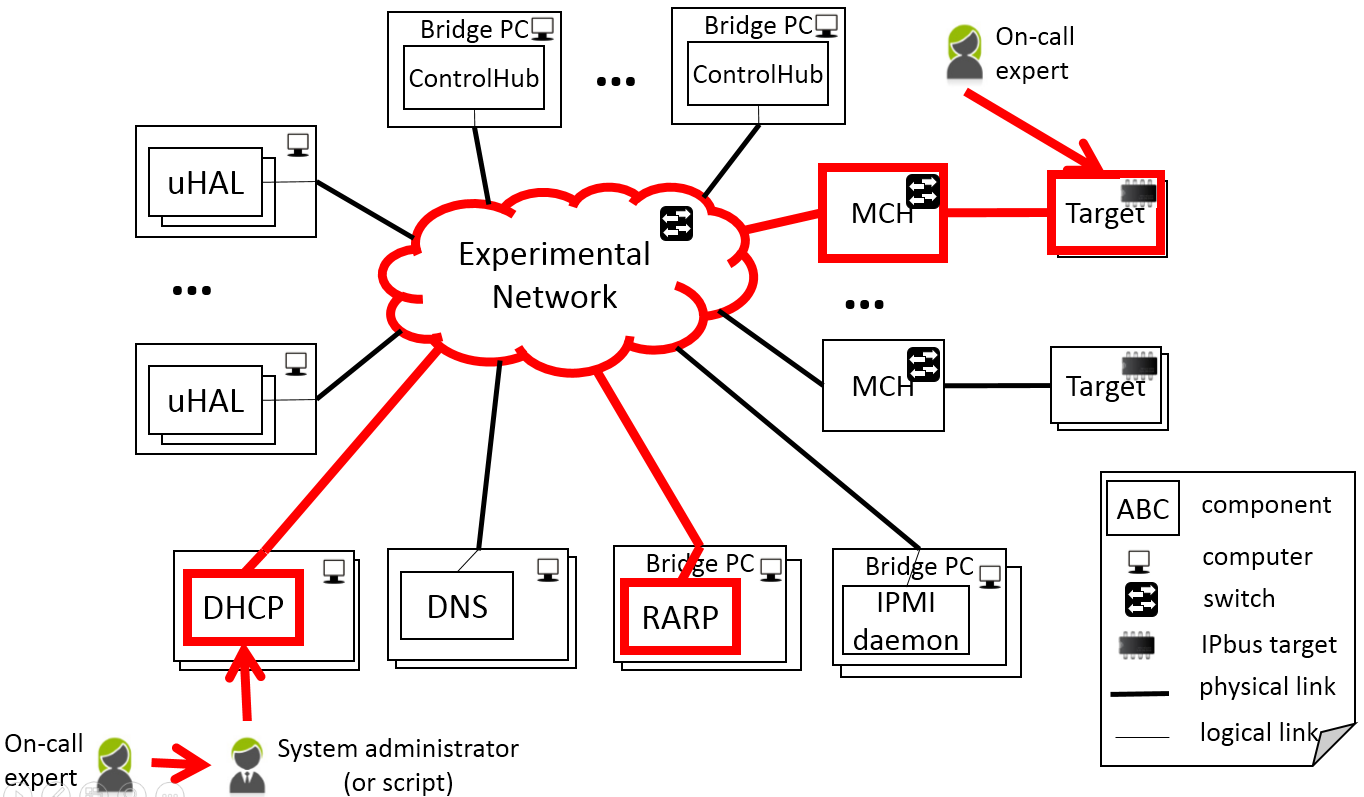 Bridge PC
ControlHub
Bridge PC
ControlHub
On-call
expert
uHAL
MCH
Target
Experimental
Network
uHAL
MCH
Target
ABC
component
computer
switch
IPbus target
physical link
logical link
DHCP
DNS
Bridge PC
RARP
Bridge PC
IPMI
daemon
On-call
expert
System administrator
(or script)